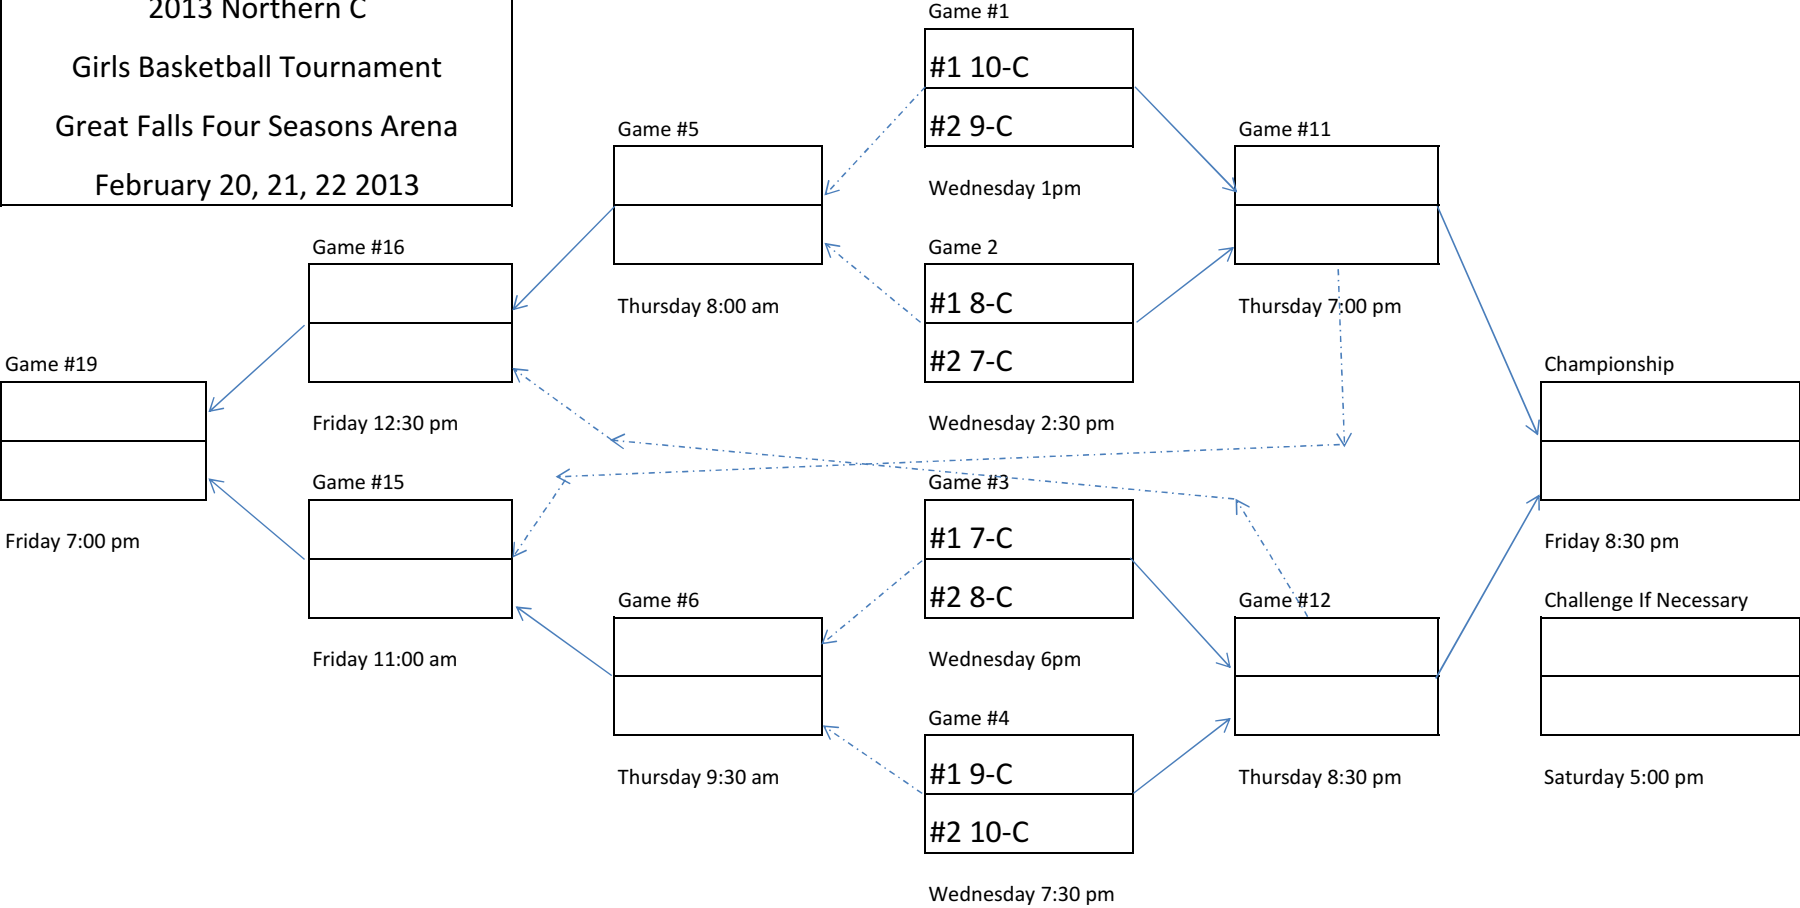 2013 Northern C
Girls Basketball Tournament
Great Falls Four Seasons Arena
February 20, 21, 22 2013
Game #1
#1 10-C
#2 9-C
Wednesday 1pm
Game #5
Thursday 8:00 am
Game #11
Thursday 7:00 pm
Game 2
#1 8-C
#2 7-C
Wednesday 2:30 pm
Game #16
Friday 12:30 pm
Game #19
Friday 7:00 pm
Championship
Friday 8:30 pm
Game #15
Friday 11:00 am
Game #3
#1 7-C
#2 8-C
Wednesday 6pm
Game #6
Thursday 9:30 am
Game #12
Thursday 8:30 pm
Challenge If Necessary
Saturday 5:00 pm
Game #4
#1 9-C
#2 10-C
Wednesday 7:30 pm